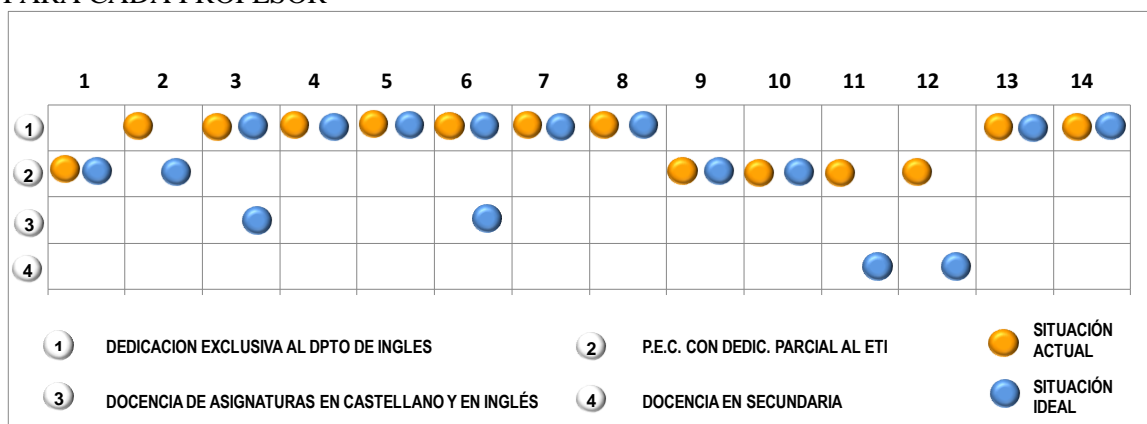 PARA CADA PROFESOR
1 2 3 4 5 6 7 8 9 10 11 12 13 14
1
2
3
4
1 DEDICACION EXCLUSIVA AL DPTO DE INGLES
2 P.E.C. CON DEDIC. PARCIAL AL ETI
SITUACIÓN
ACTUAL
3 DOCENCIA DE ASIGNATURAS EN CASTELLANO Y EN INGLÉS
4 DOCENCIA EN SECUNDARIA
SITUACIÓN
IDEAL